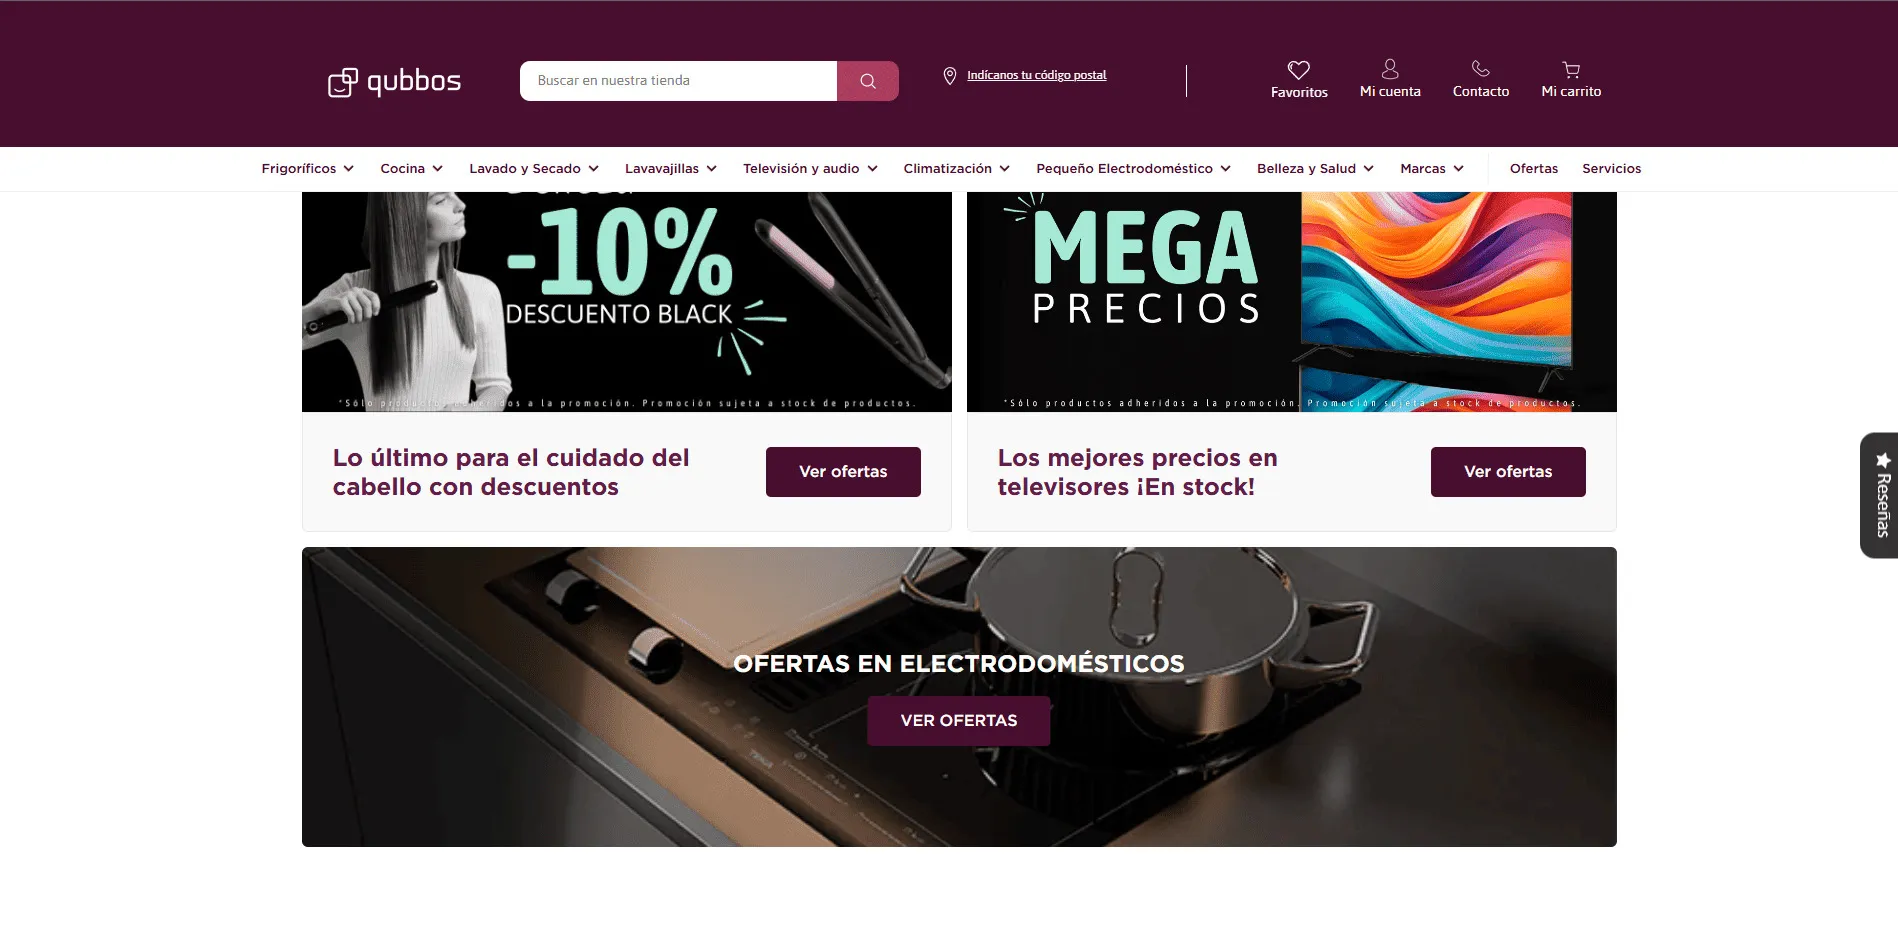 qubbos
Buscar en nuestra tienda
Indícanos tu código postal
Favoritos
Mi cuenta
Contacto
Mi carrito
Frigoríficos
Cocina
Lavado y Secado
Lavavajillas
Televisión y audio
Climatización
Pequeño Electrodoméstico
Belleza y Salud
Marcas
Ofertas
Servicios
-10%
DESCUENTO BLACK
*Sólo productos adheridos a la promoción. Promoción sujeta a stock de productos.
MEGA
PRECIOS
*Sólo productos adheridos a la promoción. Promoción sujeta a stock de productos.
Lo último para el cuidado del
cabello con descuentos
Ver ofertas
Los mejores precios en
televisores ¡En stock!
Ver ofertas
Reseñas
OFERTAS EN ELECTRODOMÉSTICOS
VER OFERTAS
TEKA